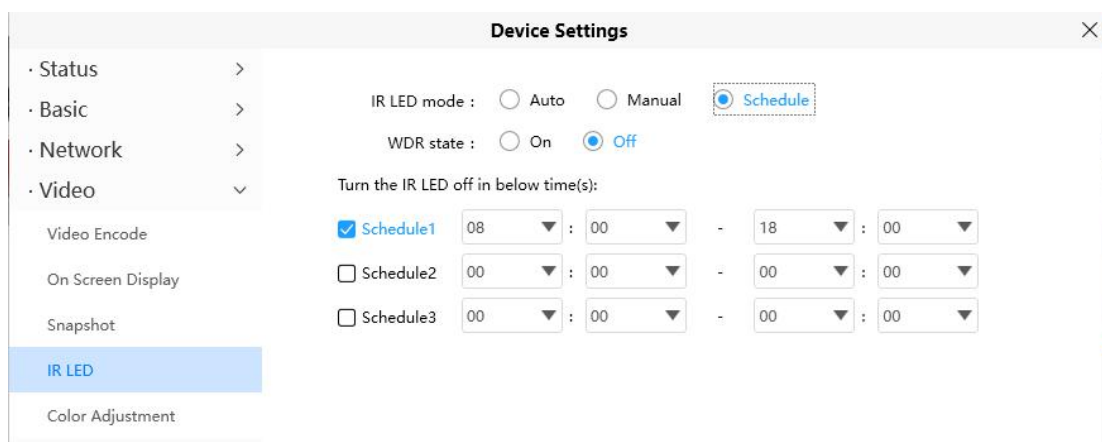 Device Settings
· Status
· Basic
· Network
· Video
Video Encode
On Screen Display
Snapshot
IR LED
Color Adjustment
IR LED mode : Auto Manual Schedule
WDR state : On Off
Turn the IR LED off in below time(s):
Schedule1 08 : 00 - 18 : 00
Schedule2 00 : 00 - 00 : 00
Schedule3 00 : 00 - 00 : 00